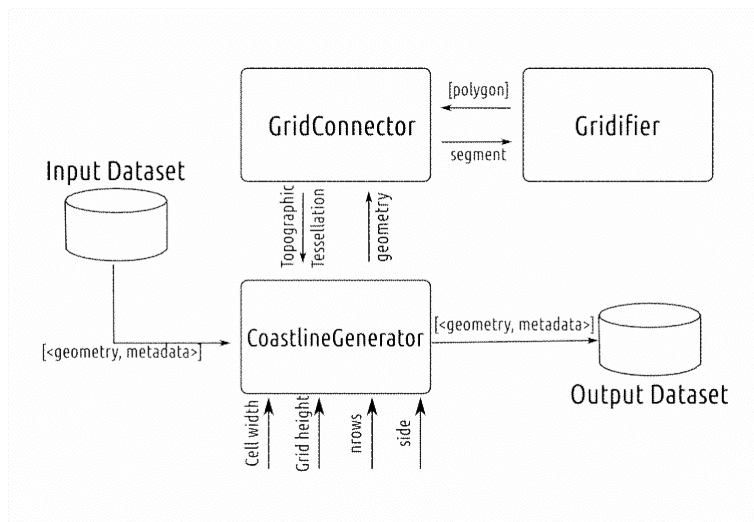 [polygon]
GridConnector
Gridifier
segment
Input Dataset
Topographic
Tessellation
geometry
[<geometry, metadata>]
CoastlineGenerator
[<geometry, metadata>]
Output Dataset
Cell width
Grid height
nrows
side